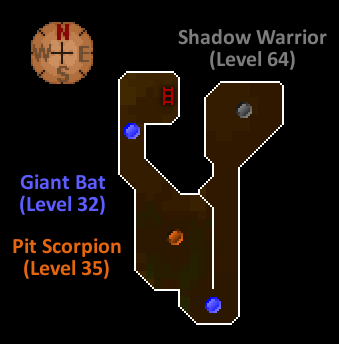 N
W E
S
Shadow Warrior
(Level 64)
Giant Bat
(Level 32)
Pit Scorpion
(Level 35)